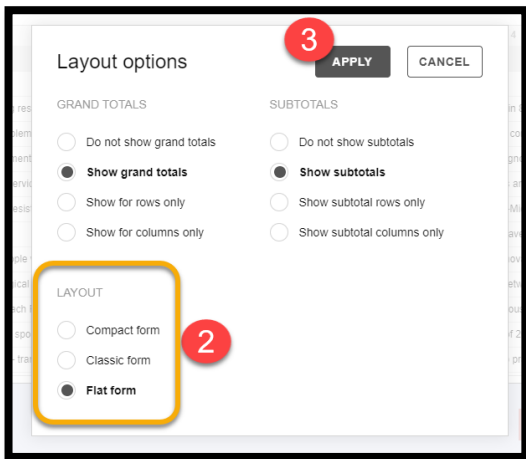 3
Layout options
APPLY
CANCEL
GRAND TOTALS
SUBTOTALS
Do not show grand totals
Do not show subtotals
Show grand totals
Show subtotals
Show for rows only
Show subtotal rows only
Show for columns only
Show subtotal columns only
LAYOUT
Compact form
2
Classic form
Flat form